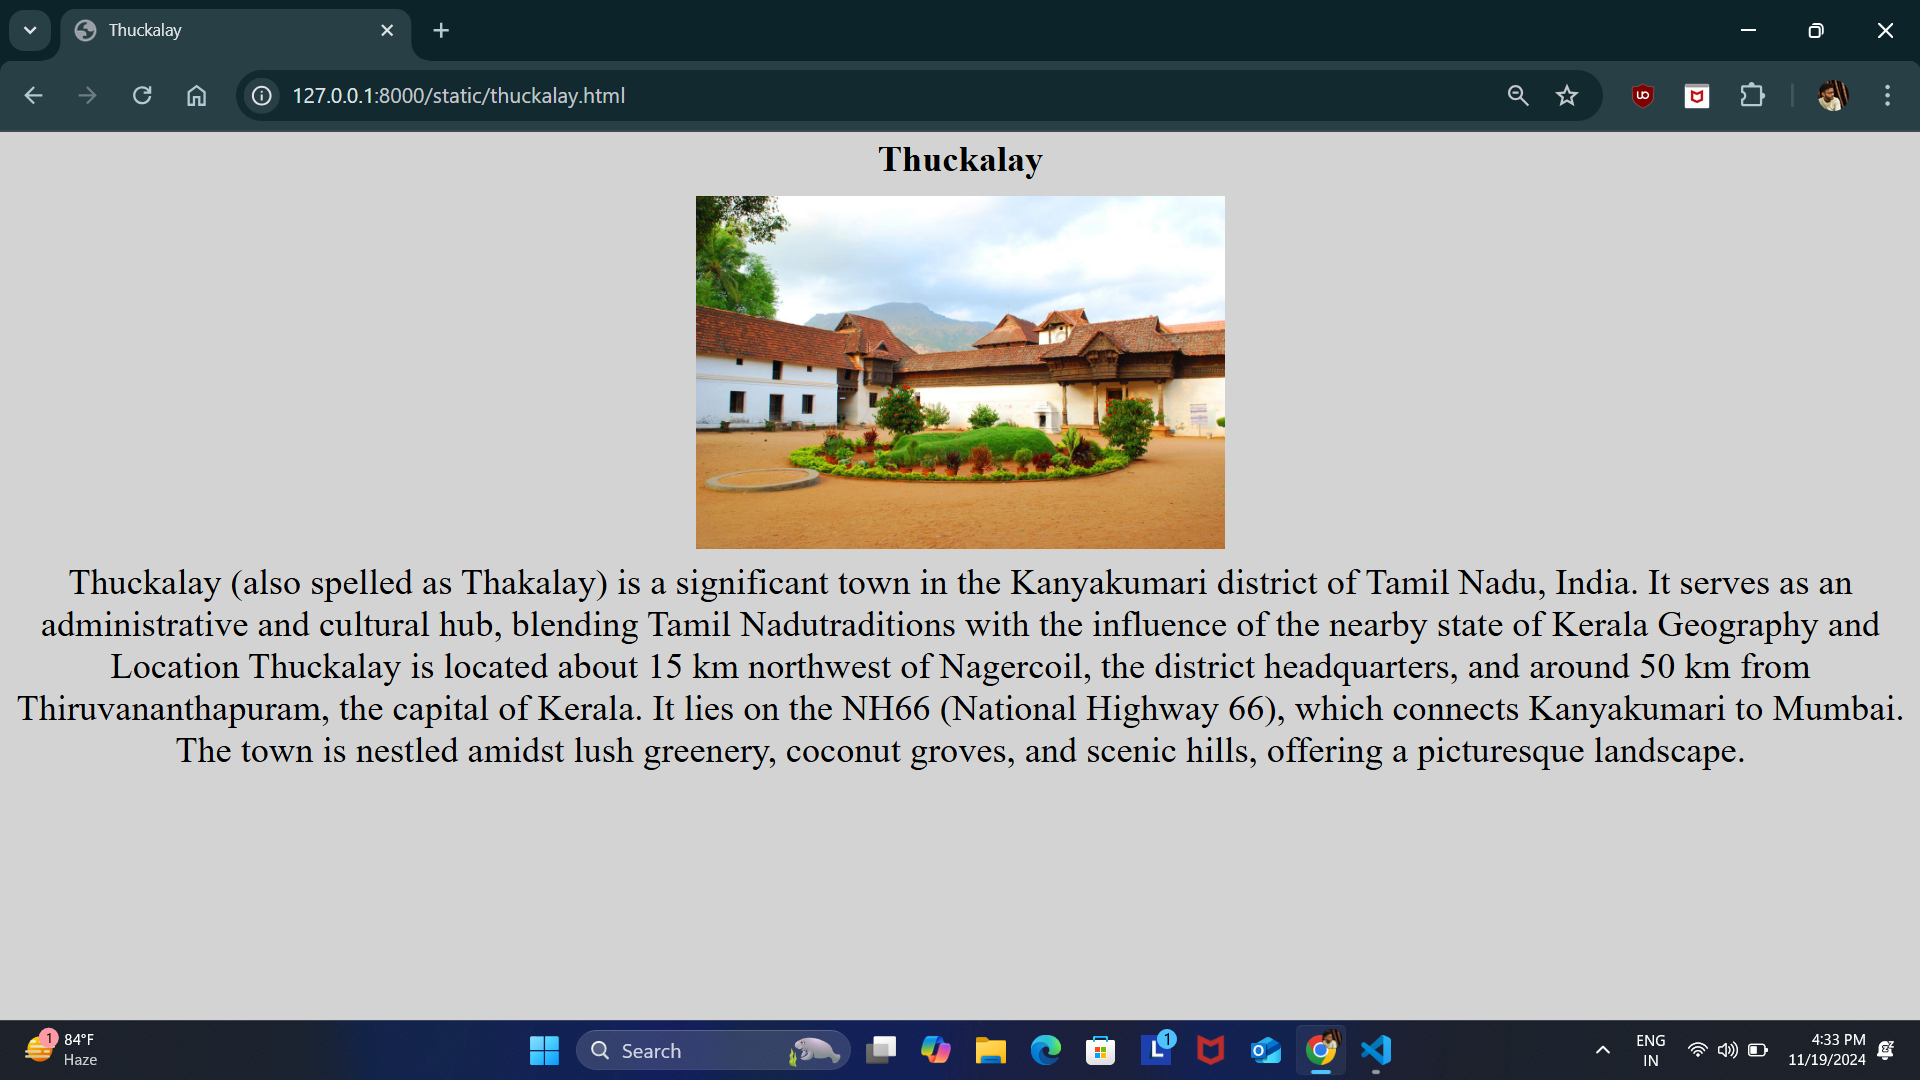 Thuckalay
127.0.0.1:8000/static/thuckalay.html
Thuckalay
Thuckalay (also spelled as Thakalay) is a significant town in the Kanyakumari district of Tamil Nadu, India. It serves as an
administrative and cultural hub, blending Tamil Nadutraditions with the influence of the nearby state of Kerala Geography and
Location Thuckalay is located about 15 km northwest of Nagercoil, the district headquarters, and around 50 km from
Thiruvananthapuram, the capital of Kerala. It lies on the NH66 (National Highway 66), which connects Kanyakumari to Mumbai.
The town is nestled amidst lush greenery, coconut groves, and scenic hills, offering a picturesque landscape.
1
84°F
Haze
Search
1
ENG
IN
4:33 PM
11/19/2024